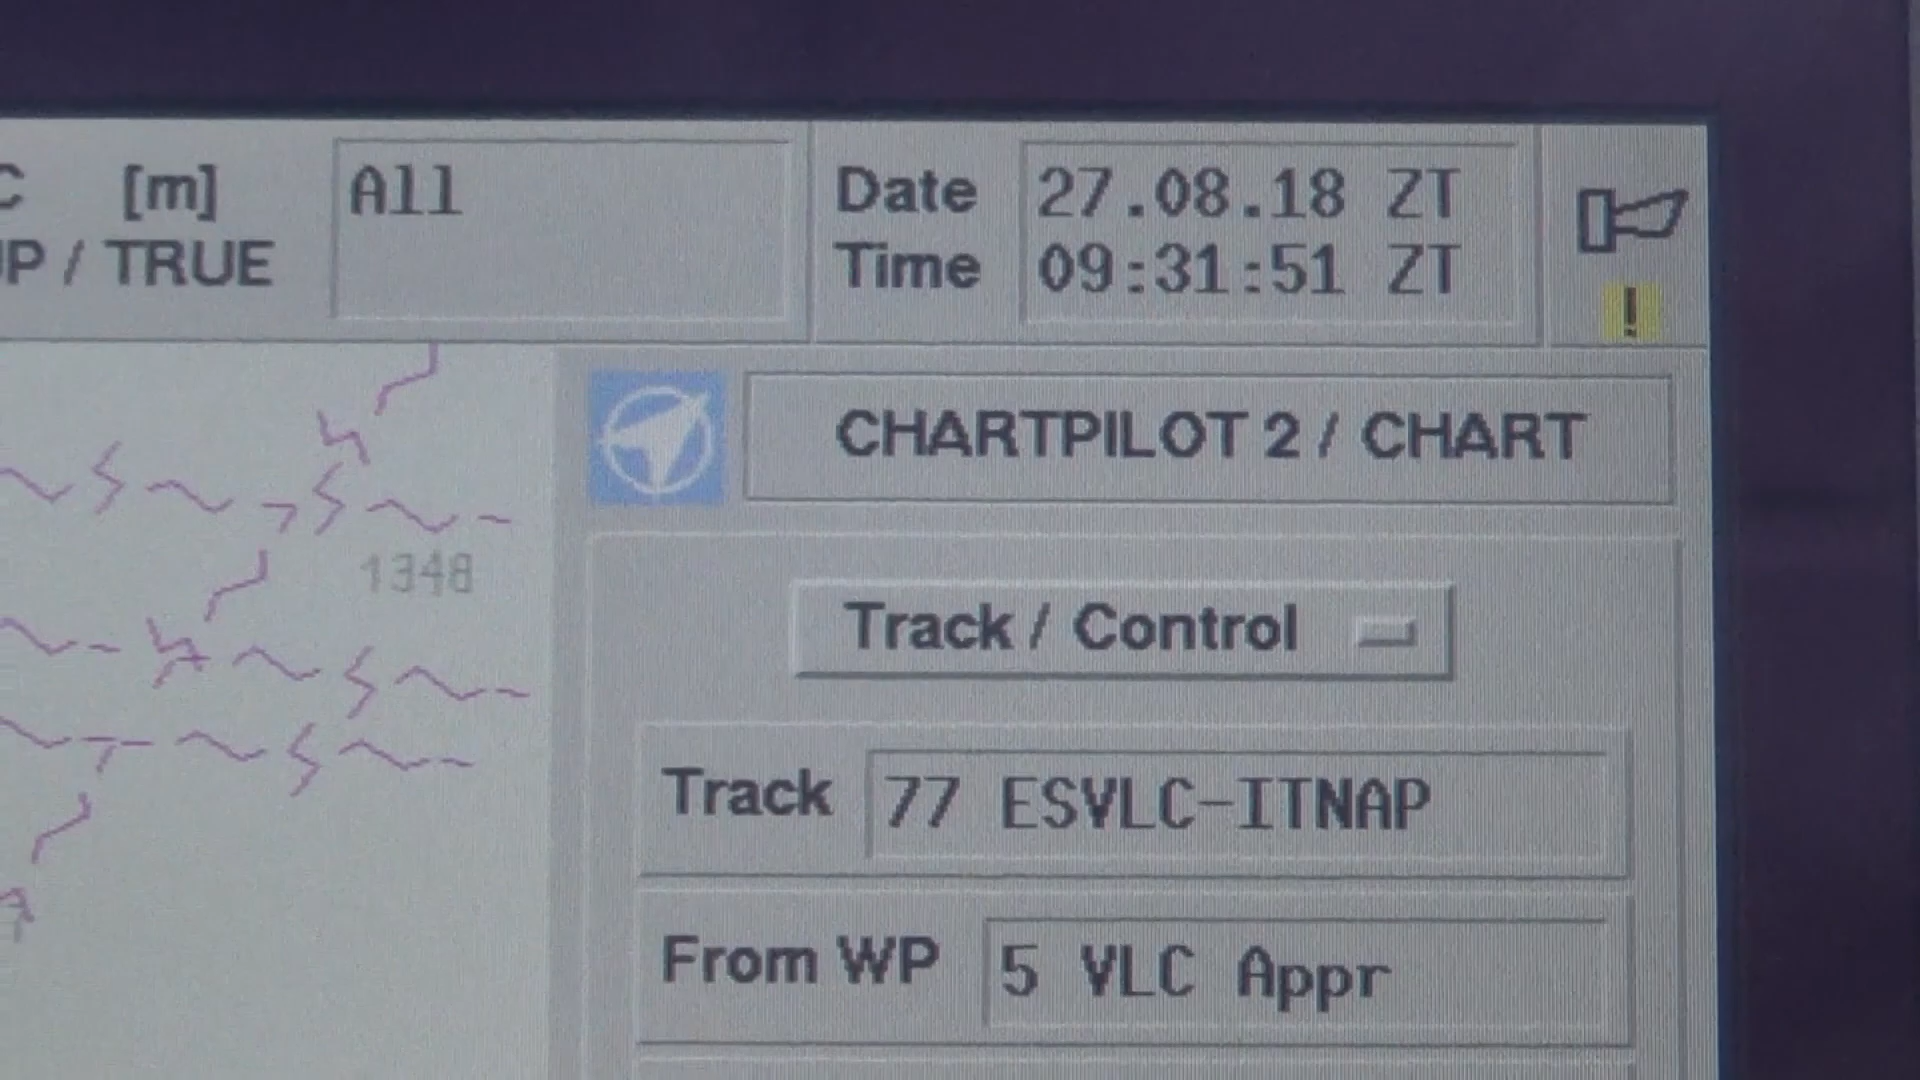 C [m] All
UP / TRUE
Date 27.08.18 ZT
Time 09:31:51 ZT
!
CHARTPILOT 2 / CHART
1348
Track / Control
Track 77 ESVLC-ITNAP
From WP 5 VLC Appr